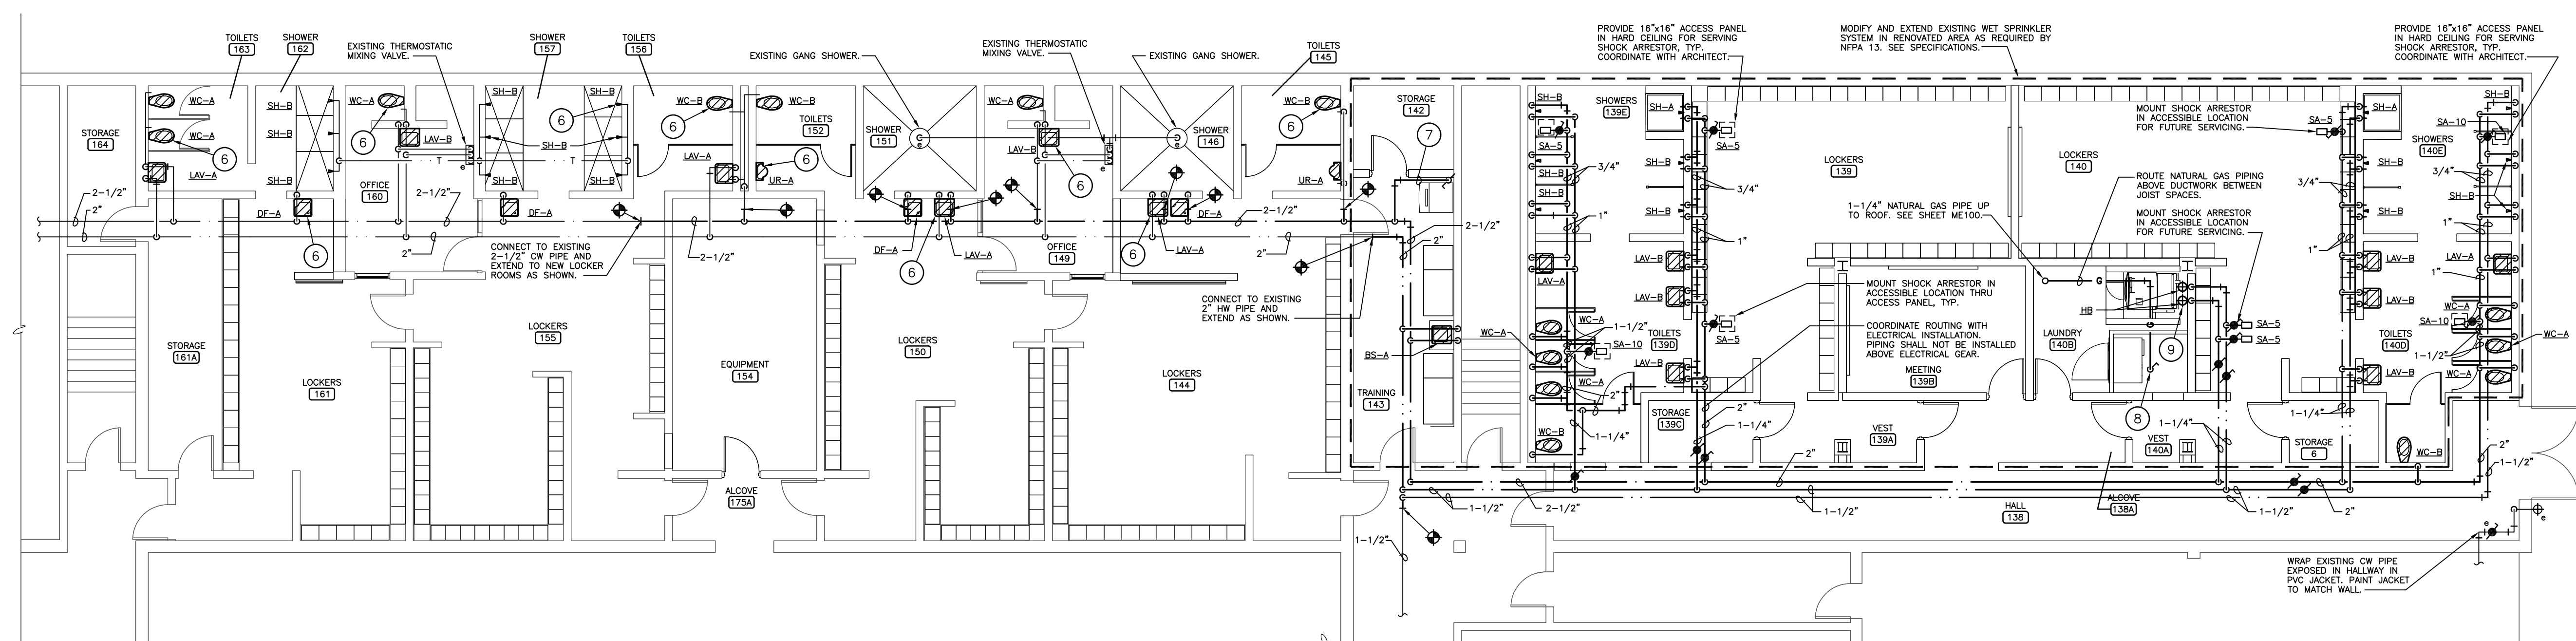 TOILETS
163
SHOWER
162
EXISTING THERMOSTATIC
MIXING VALVE.
SHOWER
157
TOILETS
156
EXISTING GANG SHOWER.
EXISTING THERMOSTATIC
MIXING VALVE.
EXISTING GANG SHOWER.
TOILETS
145
PROVIDE 16"x16" ACCESS PANEL
IN HARD CEILING FOR SERVING
SHOCK ARRESTOR, TYP.
COORDINATE WITH ARCHITECT.
MODIFY AND EXTEND EXISTING WET SPRINKLER
SYSTEM IN RENOVATED AREA AS REQUIRED BY
NFPA 13. SEE SPECIFICATIONS.
PROVIDE 16"x16" ACCESS PANEL
IN HARD CEILING FOR SERVING
SHOCK ARRESTOR, TYP.
COORDINATE WITH ARCHITECT.
STORAGE
164
WC-A
WC-A
6
LAV-A
2-1/2"
2"
SH-B
SH-B
SH-B
WC-A
6
LAV-B
T
T
OFFICE
160
2-1/2"
DF-A
6
2"
SH-B
SH-B
6
SH-B
SH-B
SH-B
DF-A
WC-B
6
LAV-A
WC-B
TOILETS
152
6
UR-A
CONNECT TO EXISTING
2-1/2" CW PIPE AND
EXTEND TO NEW LOCKER
ROOMS AS SHOWN.
2-1/2"
SHOWER
151
e
WC-A
LAV-B
e
6
SHOWER
146
e
WC-B
6
UR-A
DF-A
6
LAV-A
OFFICE
149
DF-A
6
LAV-A
2-1/2"
2"
CONNECT TO EXISTING
2" HW PIPE AND
EXTEND AS SHOWN.
STORAGE
142
7
2-1/2"
2"
BS-A
TRAINING
143
STORAGE
161A
LOCKERS
161
LOCKERS
155
EQUIPMENT
154
ALCOVE
175A
LOCKERS
150
LOCKERS
144
SH-B
SA-5
SH-B
SH-B
LAV-A
SHOWERS
139E
3/4"
1"
SH-A
SA-5
SH-B
SH-B
3/4"
1"
LAV-B
LAV-B
WC-A
WC-A
1-1/2"
TOILETS
139D
SA-10
WC-A
LAV-B
2"
SA-5
WC-B
1-1/4"
STORAGE
139C
2"
1-1/4"
LOCKERS
139
LOCKERS
140
MOUNT SHOCK ARRESTOR
IN ACCESSIBLE LOCATION
FOR FUTURE SERVICING.
ROUTE NATURAL GAS PIPING
ABOVE DUCTWORK BETWEEN
JOIST SPACES.
1-1/4" NATURAL GAS PIPE UP
TO ROOF. SEE SHEET ME100.
MOUNT SHOCK ARRESTOR
IN ACCESSIBLE LOCATION
FOR FUTURE SERVICING.
MOUNT SHOCK ARRESTOR IN
ACCESSIBLE LOCATION THRU
ACCESS PANEL, TYP.
COORDINATE ROUTING WITH
ELECTRICAL INSTALLATION.
PIPING SHALL NOT BE INSTALLED
ABOVE ELECTRICAL GEAR.
MEETING
139B
G
HB
G
LAUNDRY
140B
9
8
SA-5
SA-5
SA-5
SH-A
SH-B
SH-B
3/4"
1"
SH-B
SA-10
SHOWERS
140E
3/4"
SH-B
1"
LAV-B
LAV-A
1"
LAV-B
WC-A
SA-10
TOILETS
140D
WC-A
1-1/2"
LAV-B
WC-A
1-1/4"
VEST
139A
VEST
140A
1-1/4"
STORAGE
6
WC-B
2"
1-1/2"
2"
1-1/2"
2-1/2"
1-1/2"
1-1/2"
2"
HALL
138
ALCOVE
138A
1-1/2"
e
e
WRAP EXISTING CW PIPE
EXPOSED IN HALLWAY IN
PVC JACKET. PAINT JACKET
TO MATCH WALL.